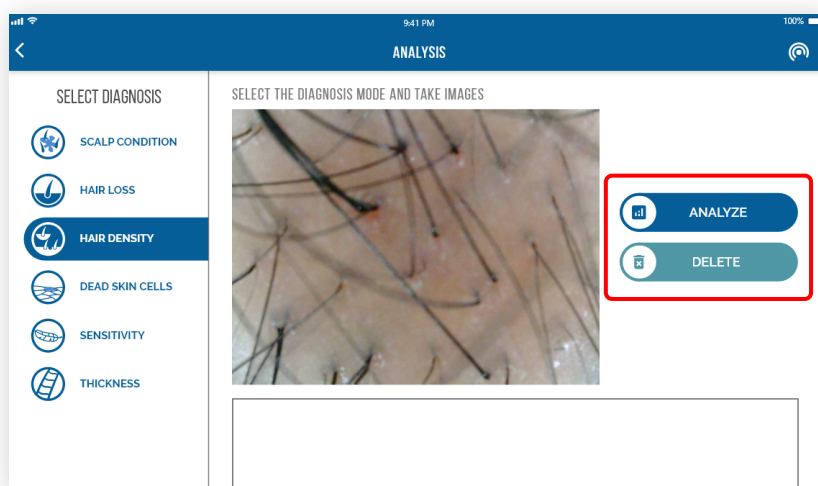 9:41 PM
100%
ANALYSIS
SELECT DIAGNOSIS
SCALP CONDITION
HAIR LOSS
HAIR DENSITY
DEAD SKIN CELLS
SENSITIVITY
THICKNESS
SELECT THE DIAGNOSIS MODE AND TAKE IMAGES
ANALYZE
DELETE